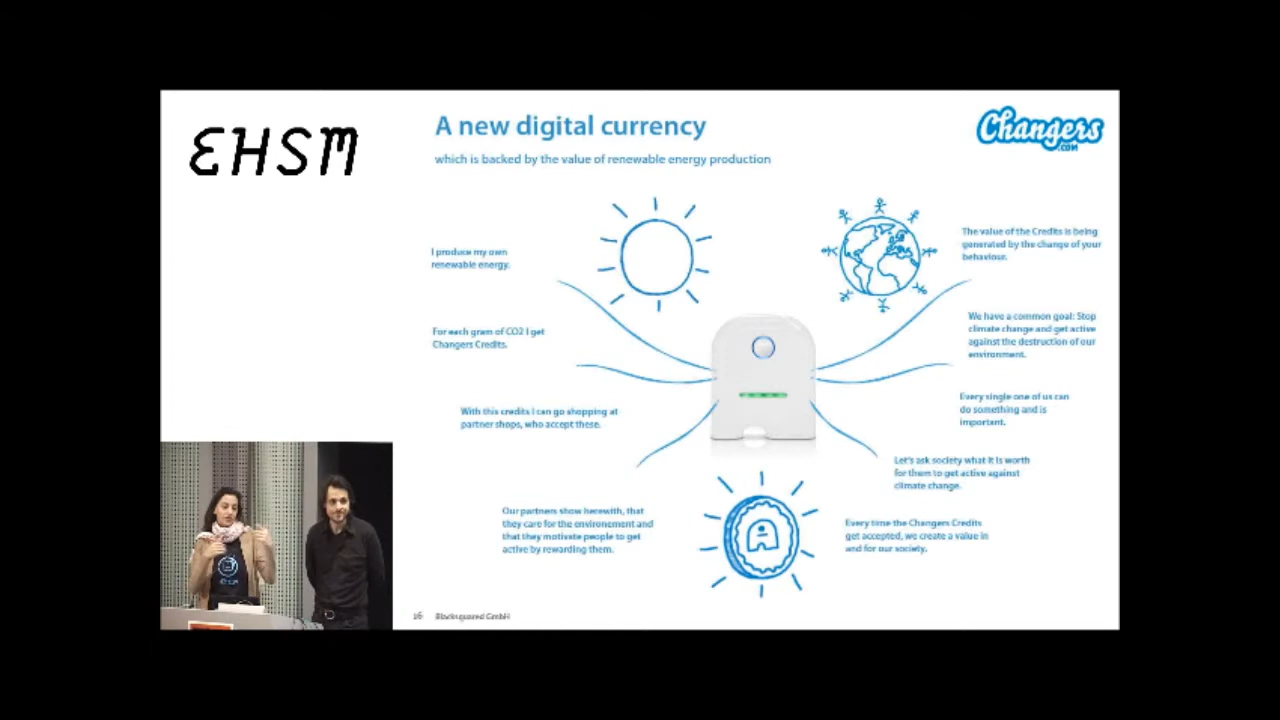 EHSM
A new digital currency
which is backed by the value of renewable energy production
Changers
.COM
I produce my own
renewable energy.
For each gram of CO2 I get
Changers Credits.
With this credits I can go shopping at
partner shops, who accept these.
Our partners show herewith, that
they care for the environement and
that they motivate people to get
active by rewarding them.
The value of the Credits is being
generated by the change of your
behaviour.
We have a common goal: Stop
climate change and get active
against the destruction of our
environment.
Every single one of us can
do something and is
important.
Let's ask society what it is worth
for them to get active against
climate change.
Every time the Changers Credits
get accepted, we create a value in
and for our society.
16 Blacksquared GmbH